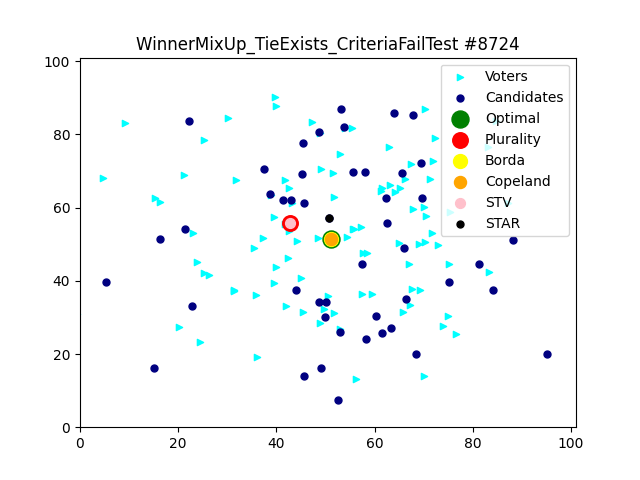 WinnerMixUp_TieExists_CriteriaFailTest #8724
100
80
60
40
20
0
0 20 40 60 80 100
Voters
Candidates
Optimal
Plurality
Borda
Copeland
STV
STAR